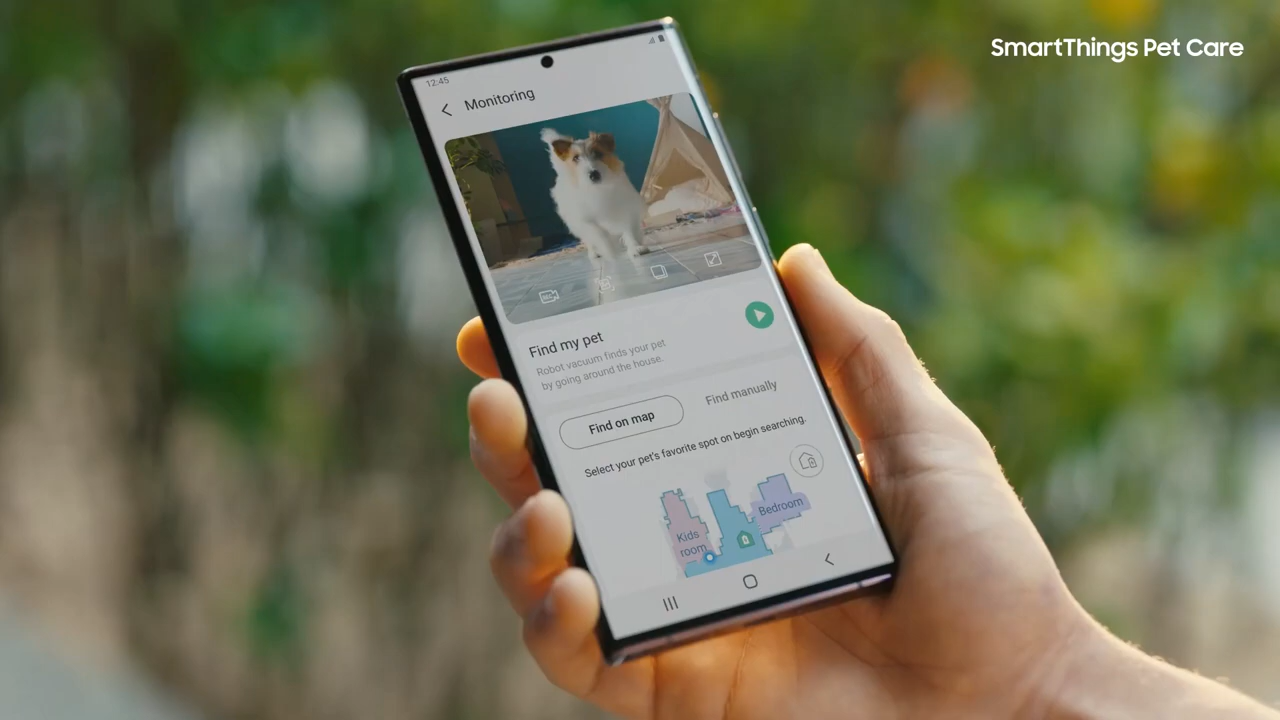 SmartThings Pet Care
12:45
Monitoring
Find my pet
Robot vacuum finds your pet
by going around the house.
Find on map
Find manually
Select your pet's favorite spot on begin searching.
Kids
room
Bedroom